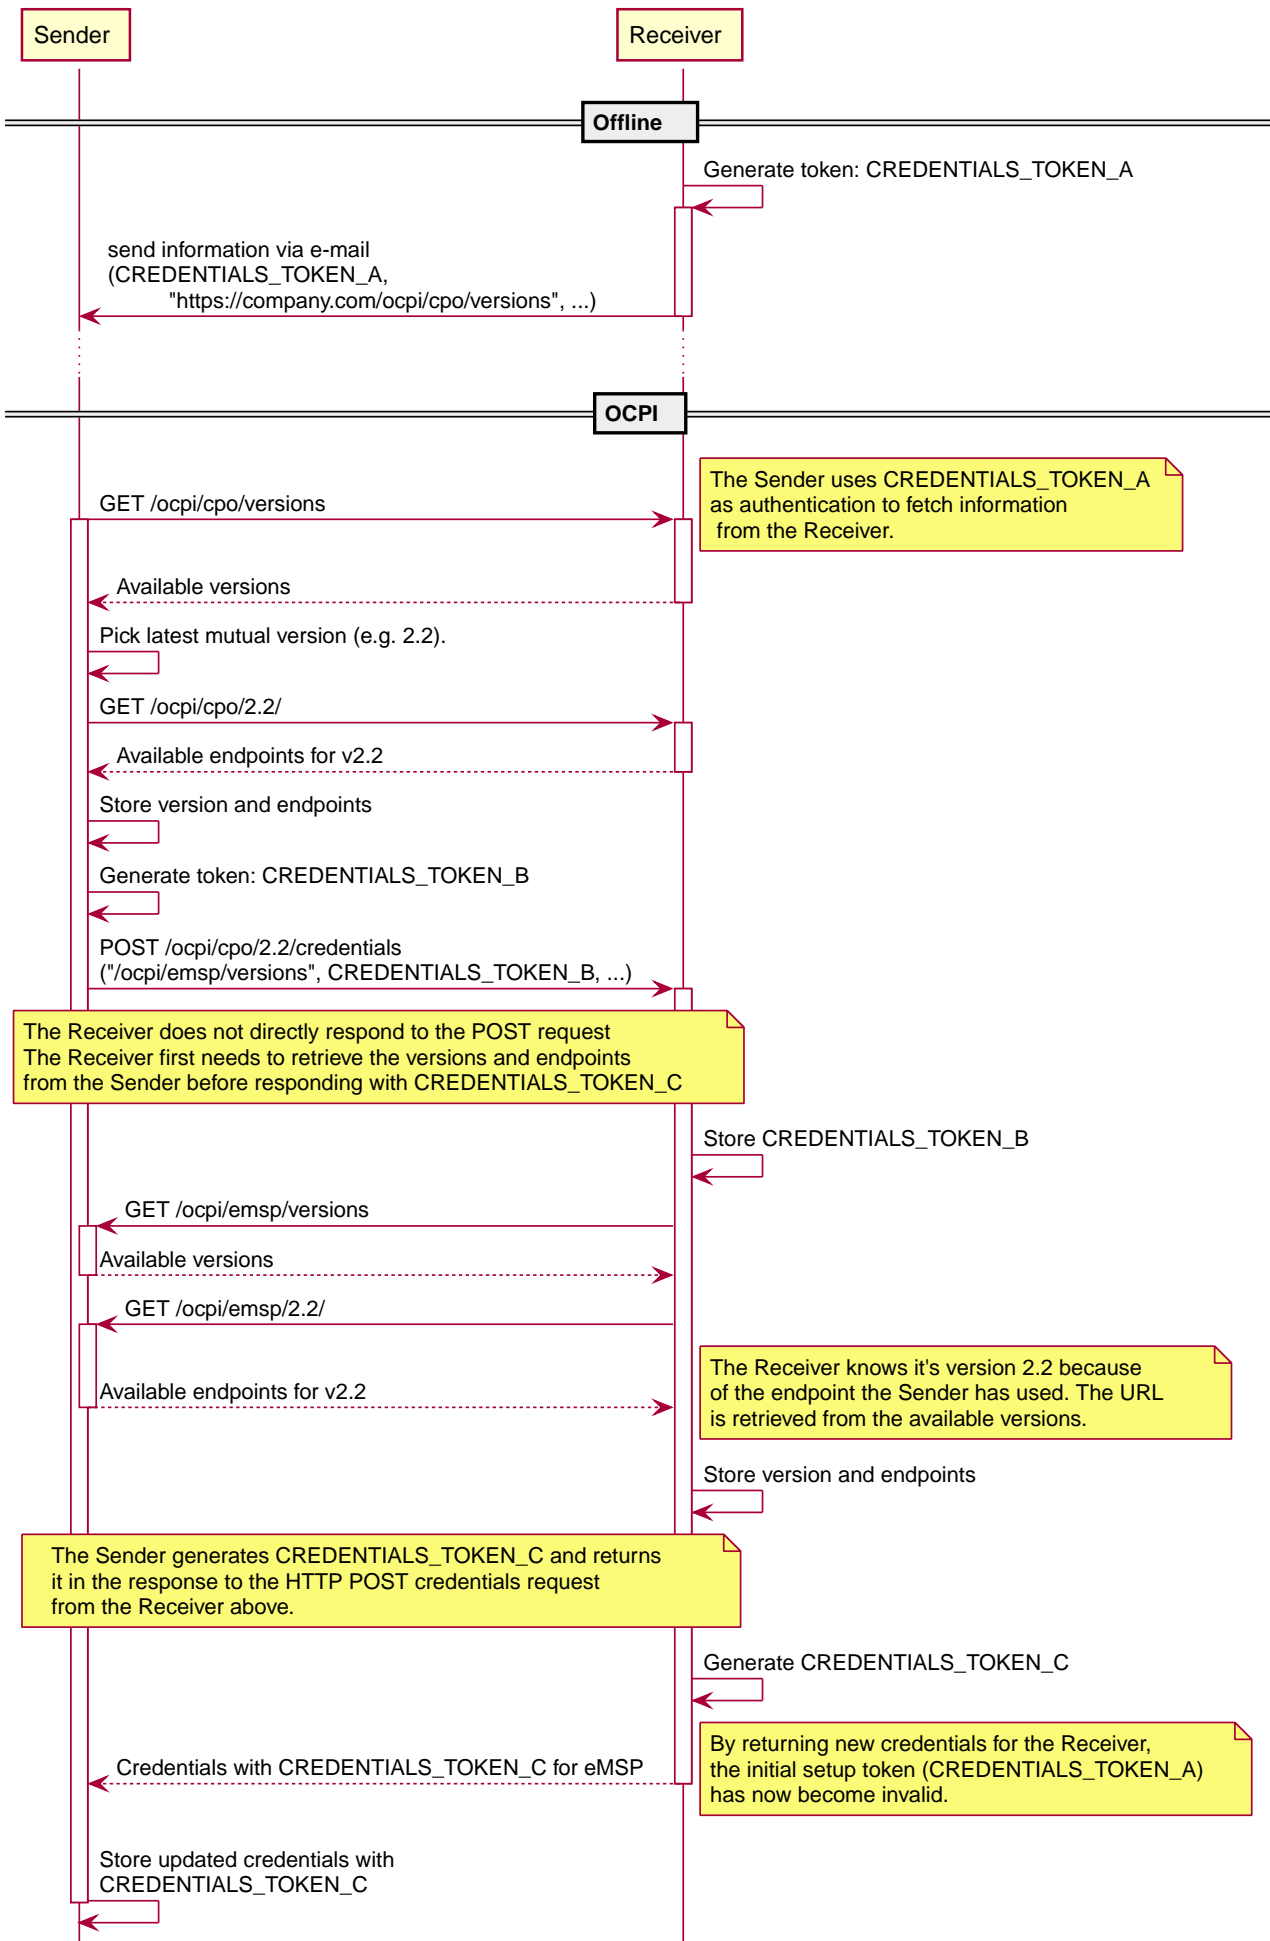 Sender
Receiver
Offline
Generate token: CREDENTIALS_TOKEN_A
send information via e-mail
(CREDENTIALS_TOKEN_A,
"https://company.com/ocpi/cpo/versions", ...)
OCPI
The Sender uses CREDENTIALS_TOKEN_A
as authentication to fetch information
from the Receiver.
GET /ocpi/cpo/versions
Available versions
Pick latest mutual version (e.g. 2.2).
GET /ocpi/cpo/2.2/
Available endpoints for v2.2
Store version and endpoints
Generate token: CREDENTIALS_TOKEN_B
POST /ocpi/cpo/2.2/credentials
("/ocpi/emsp/versions", CREDENTIALS_TOKEN_B, ...)
The Receiver does not directly respond to the POST request
The Receiver first needs to retrieve the versions and endpoints
from the Sender before responding with CREDENTIALS_TOKEN_C
Store CREDENTIALS_TOKEN_B
GET /ocpi/emsp/versions
Available versions
GET /ocpi/emsp/2.2/
The Receiver knows it's version 2.2 because
of the endpoint the Sender has used. The URL
is retrieved from the available versions.
Available endpoints for v2.2
Store version and endpoints
The Sender generates CREDENTIALS_TOKEN_C and returns
it in the response to the HTTP POST credentials request
from the Receiver above.
Generate CREDENTIALS_TOKEN_C
By returning new credentials for the Receiver,
the initial setup token (CREDENTIALS_TOKEN_A)
has now become invalid.
Credentials with CREDENTIALS_TOKEN_C for eMSP
Store updated credentials with
CREDENTIALS_TOKEN_C